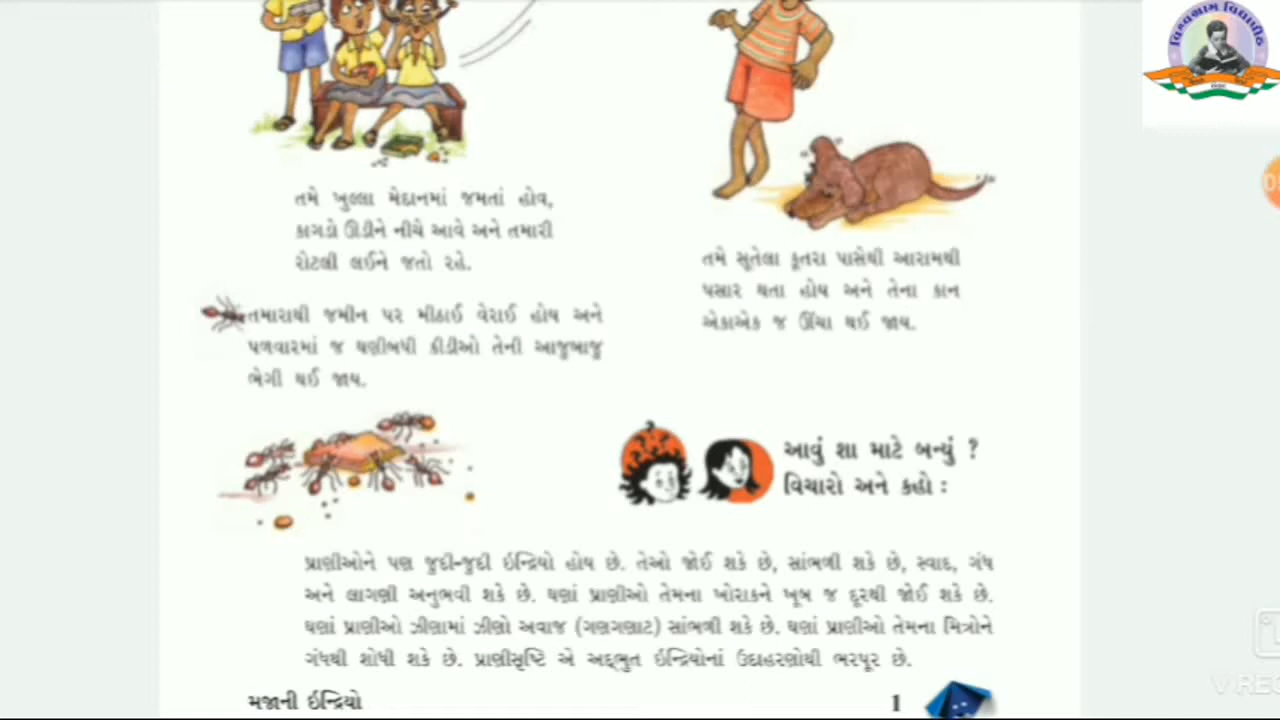 વિશ્વગ્રામ વિદ્યાપીઠ
તમે ખુલ્લા મેદાનમાં જમતાં હોવ,
કાગડો ઊડીને નીચે આવે અને તમારી
રોટલી લઈને જતો રહે.
તમે સૂતેલા કૂતરા પાસેથી આરામથી
પસાર થતા હોય અને તેના કાન
એકાએક જ ઊંચા થઈ જાય.
તમારાથી જમીન પર મીઠાઈ વેરાઈ હોય અને
પળવારમાં જ ઘણીબધી કીડીઓ તેની આજુબાજુ
ભેગી થઈ જાય.
આવું શા માટે બન્યું ?
વિચારો અને કહો :
પ્રાણીઓને પણ જુદી-જુદી ઇન્દ્રિયો હોય છે. તેઓ જોઈ શકે છે, સાંભળી શકે છે, સ્વાદ, ગંધ
અને લાગણી અનુભવી શકે છે. ઘણાં પ્રાણીઓ તેમના ખોરાકને ખૂબ જ દૂરથી જોઈ શકે છે.
ઘણાં પ્રાણીઓ ઝીણામાં ઝીણો અવાજ (ગણગણાટ) સાંભળી શકે છે. ઘણાં પ્રાણીઓ તેમના મિત્રોને
ગંધથી શોધી શકે છે. પ્રાણીસૃષ્ટિ એ અદ્ભુત ઇન્દ્રિયોનાં ઉદાહરણોથી ભરપૂર છે.
મજાની ઇન્દ્રિયો
1